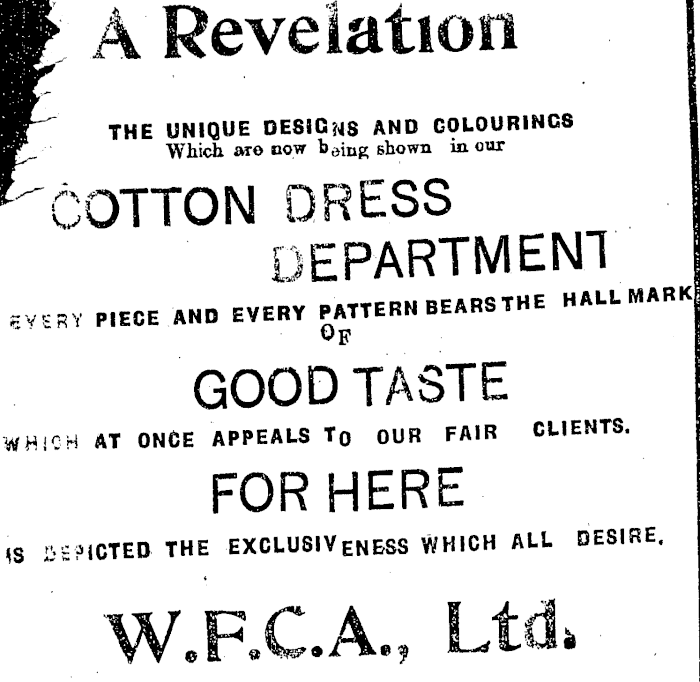 A Revelation
THE UNIQUE DESIGNS AND COLOURINGS
Which are now being shown in our
COTTON DRESS
DEPARTMENT
EVERY PIECE AND EVERY PATTERN BEARS THE HALL MARK
OF
GOOD TASTE
WHICH AT ONCE APPEALS TO OUR FAIR CLIENTS.
FOR HERE
IS DEPICTED THE EXCLUSIVENESS WHICH ALL DESIRE.
W.F.C.A., Ltd.